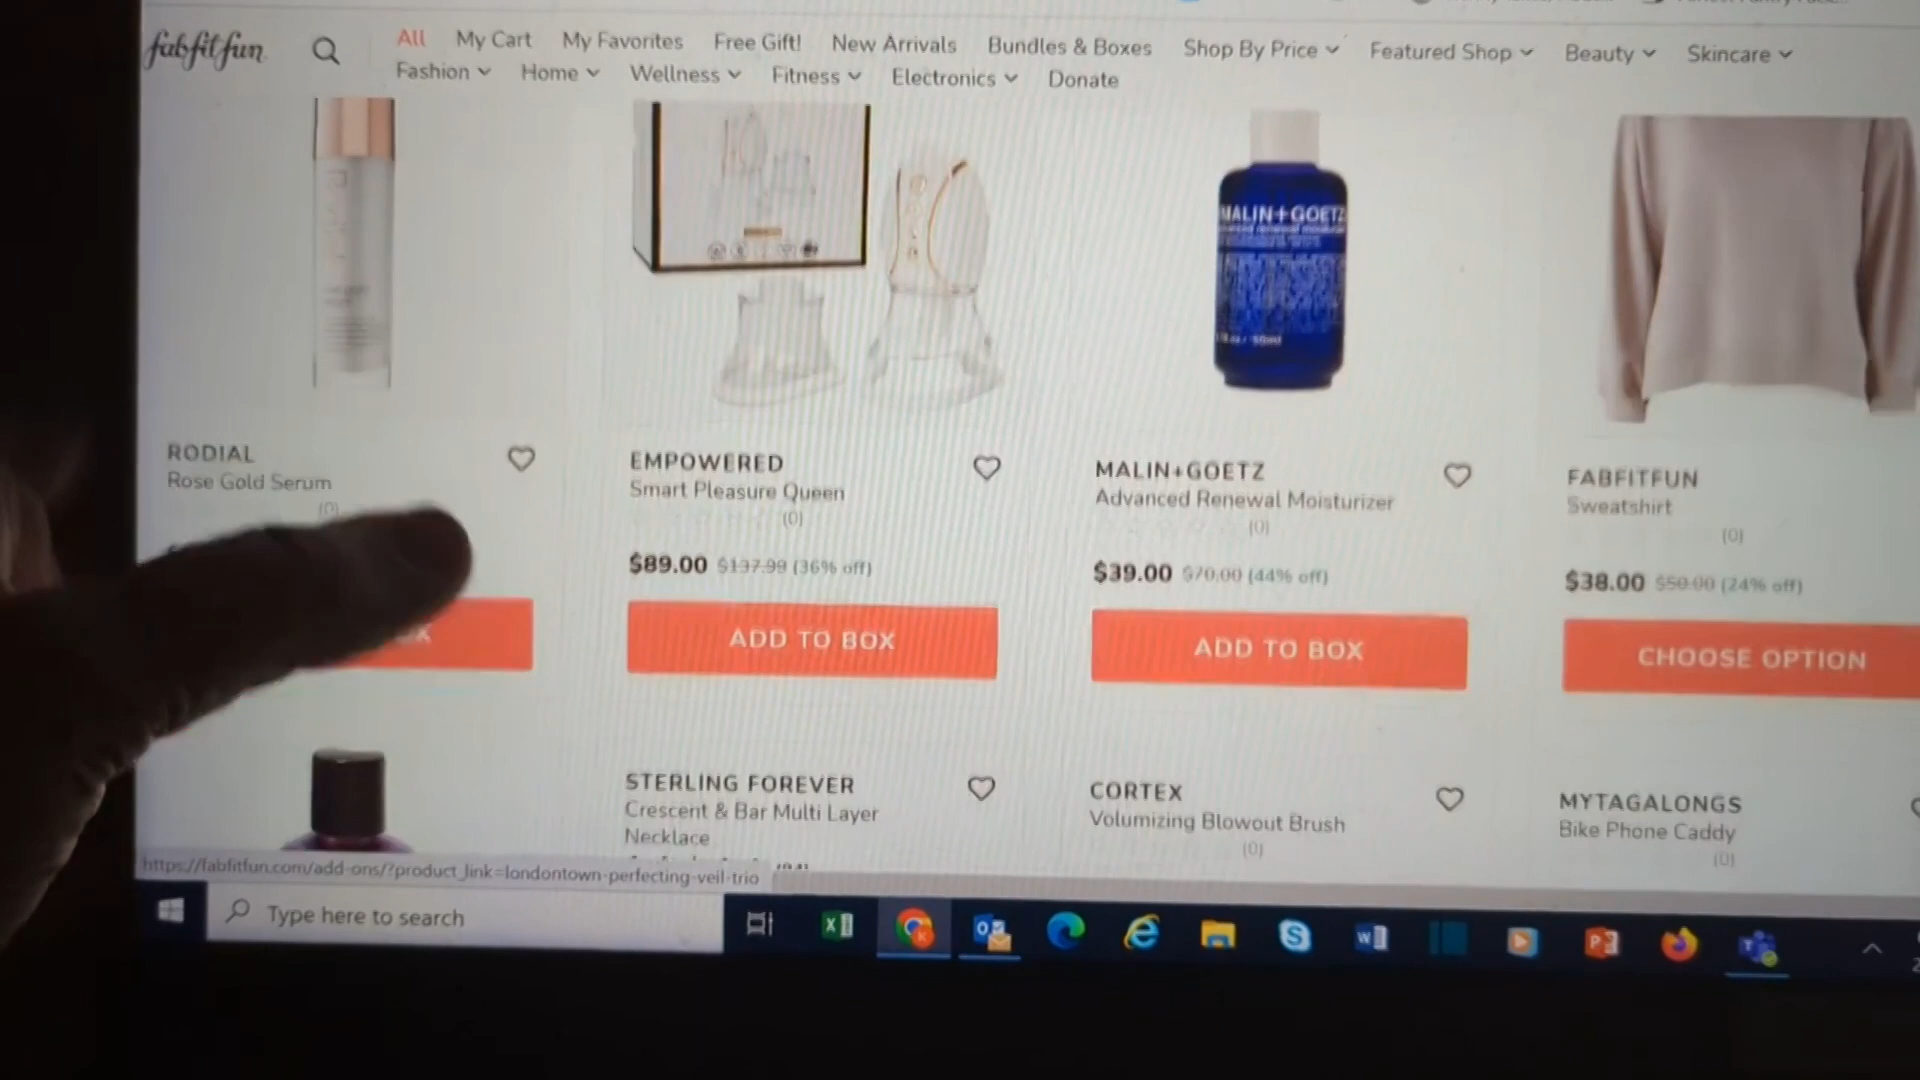 fabfitfun
All My Cart My Favorites Free Gift! New Arrivals Bundles & Boxes Shop By Price Featured Shop Beauty Skincare
Fashion Home Wellness Fitness Electronics Donate
MALIN+GOETZ
RODIAL
Rose Gold Serum
(0)
EMPOWERED
Smart Pleasure Queen
(0)
$89.00 $137.99 (36% off)
ADD TO BOX
MALIN+GOETZ
Advanced Renewal Moisturizer
(0)
$39.00 $70.00 (44% off)
ADD TO BOX
FABFITFUN
Sweatshirt
(0)
$38.00 $50.00 (24% off)
CHOOSE OPTION
STERLING FOREVER
Crescent & Bar Multi Layer
Necklace
CORTEX
Volumizing Blowout Brush
(0)
MYTAGALONGS
Bike Phone Caddy
(0)
https://fabfitfun.com/add-ons/?product_link=londontown-perfecting-veil-trio
Type here to search